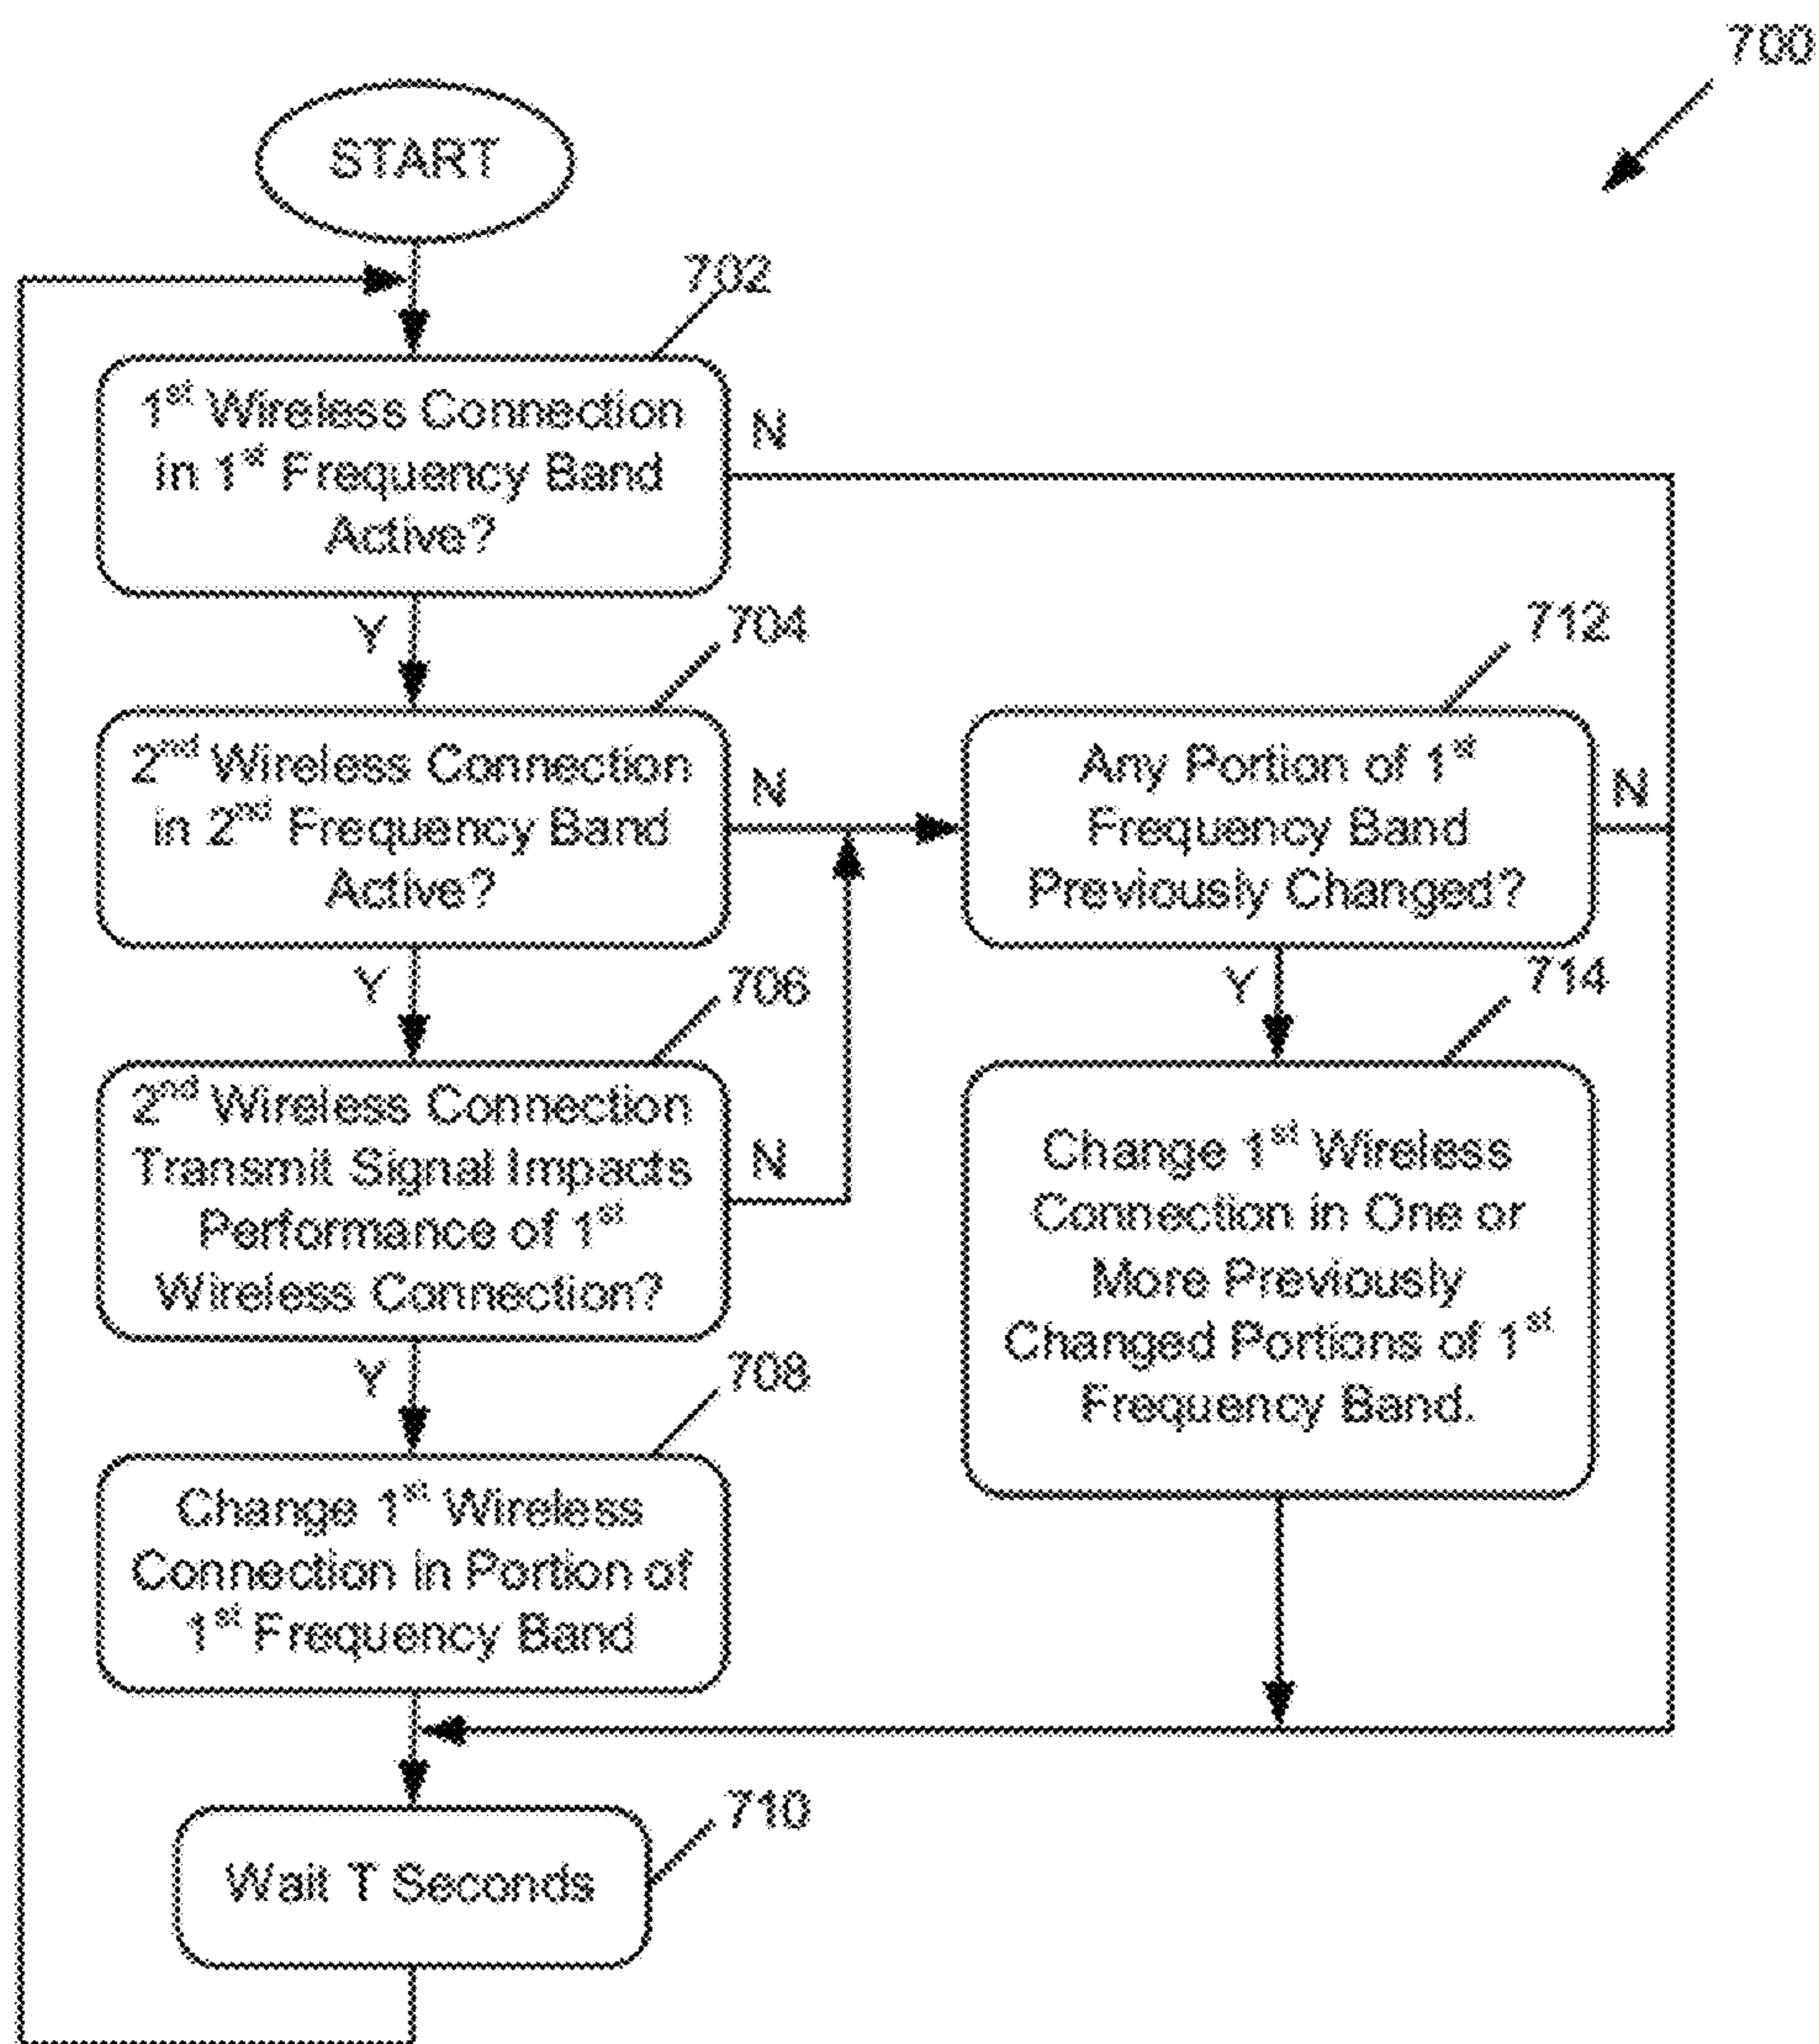 700
START
702
1st Wireless Connection
in 1st Frequency Band
Active?
N
Y
704
2nd Wireless Connection
in 2nd Frequency Band
Active?
N
Y
712
Any Portion of 1st
Frequency Band
Previously Changed?
N
Y
706
2nd Wireless Connection
Transmit Signal Impacts
Performance of 1st
Wireless Connection?
N
Y
714
Change 1st Wireless
Connection in One or
More Previously
Changed Portions of 1st
Frequency Band.
708
Change 1st Wireless
Connection in Portion of
1st Frequency Band
710
Wait T Seconds